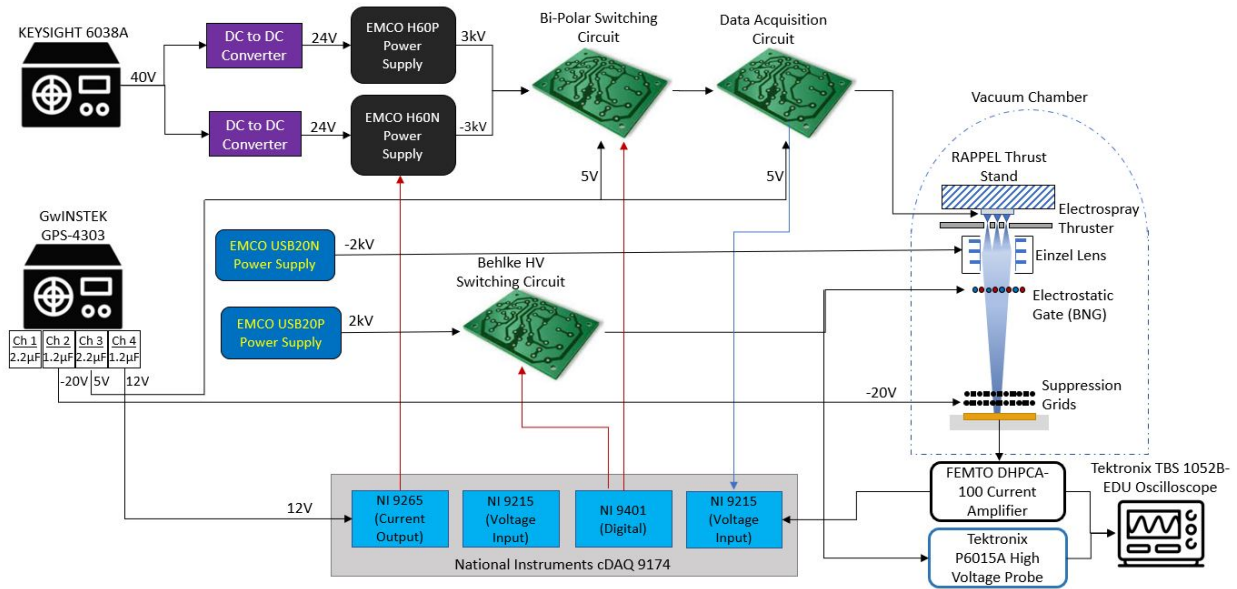 KEYSIGHT 6038A
40V
DC to DC
Converter
24V
EMCO H60P
Power
Supply
3kV
DC to DC
Converter
24V
EMCO H60N
Power
Supply
-3kV
Bi-Polar Switching
Circuit
Data Acquisition
Circuit
5V
5V
Vacuum Chamber
RAPPEL Thrust
Stand
Electrospray
Thruster
Einzel Lens
Electrostatic
Gate (BNG)
Suppression
Grids
GwINSTEK
GPS-4303
Ch 1
2.2μF
Ch 2
1.2μF
Ch 3
2.2μF
Ch 4
1.2μF
-20V
5V
12V
EMCO USB20N
Power Supply
-2kV
EMCO USB20P
Power Supply
2kV
Behlke HV
Switching Circuit
-20V
12V
NI 9265
(Current
Output)
NI 9215
(Voltage
Input)
NI 9401
(Digital)
NI 9215
(Voltage
Input)
National Instruments cDAQ 9174
FEMTO DHPCA-
100 Current
Amplifier
Tektronix
P6015A High
Voltage Probe
Tektronix TBS 1052B-
EDU Oscilloscope